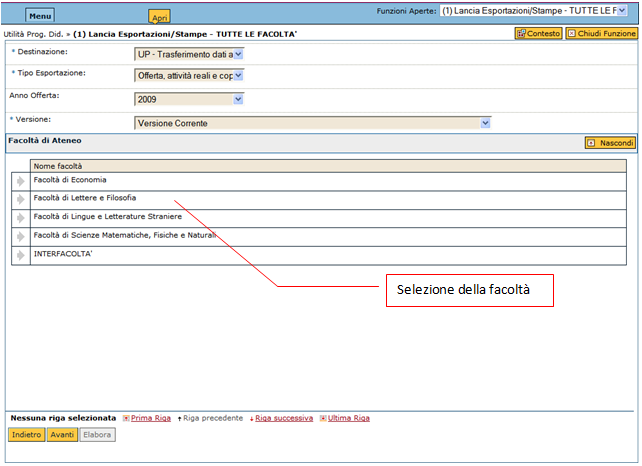 Menu Apri Funzioni Aperte: (1) Lancia Esportazioni/Stampe - TUTTE LE F
Utilità Prog. Did. » (1) Lancia Esportazioni/Stampe - TUTTE LE FACOLTA' Contesto Chiudi Funzione
* Destinazione: UP - Trasferimento dati a
* Tipo Esportazione: Offerta, attività reali e cop
Anno Offerta: 2009
* Versione: Versione Corrente
Facoltà di Ateneo Nascondi
Nome facoltà
Facoltà di Economia
Facoltà di Lettere e Filosofia
Facoltà di Lingue e Letterature Straniere
Facoltà di Scienze Matematiche, Fisiche e Naturali
INTERFACOLTA'
Selezione della facoltà
Nessuna riga selezionata Prima Riga Riga precedente Riga successiva Ultima Riga
Indietro Avanti Elabora